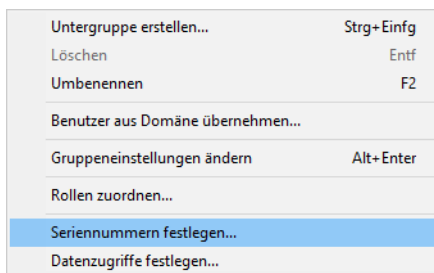 Untergruppe erstellen... Strg+Einfg
Löschen Entf
Umbenennen F2
Benutzer aus Domäne übernehmen...
Gruppeneinstellungen ändern Alt+Enter
Rollen zuordnen...
Seriennummern festlegen...
Datenzugriffe festlegen...